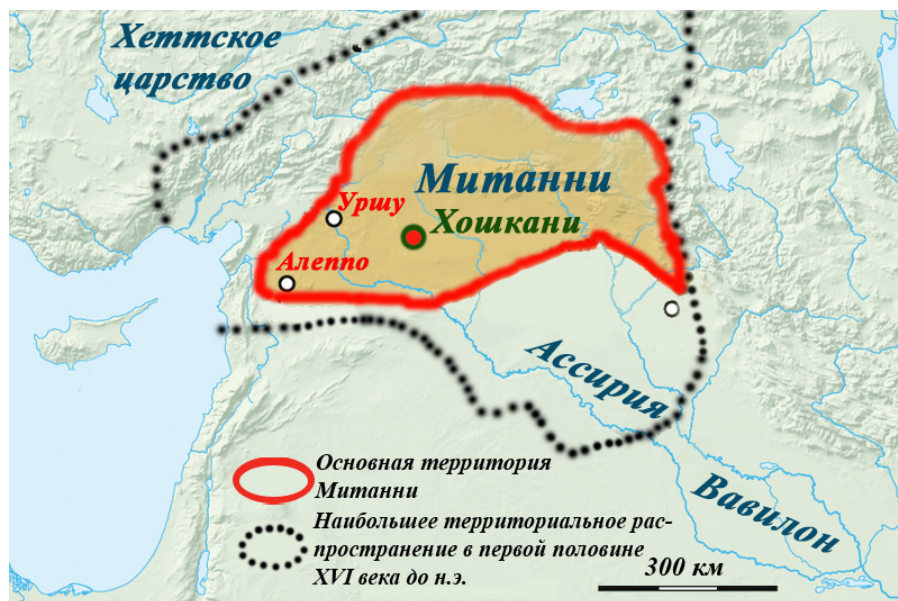 Хеттское
царство
Митанни
Уршу
Хошкани
Алеппо
Ассирия
Вавилон
Основная территория
Митанни
Наибольшее территориальное рас-
пространение в первой половине
XVI века до н.э.
300 км